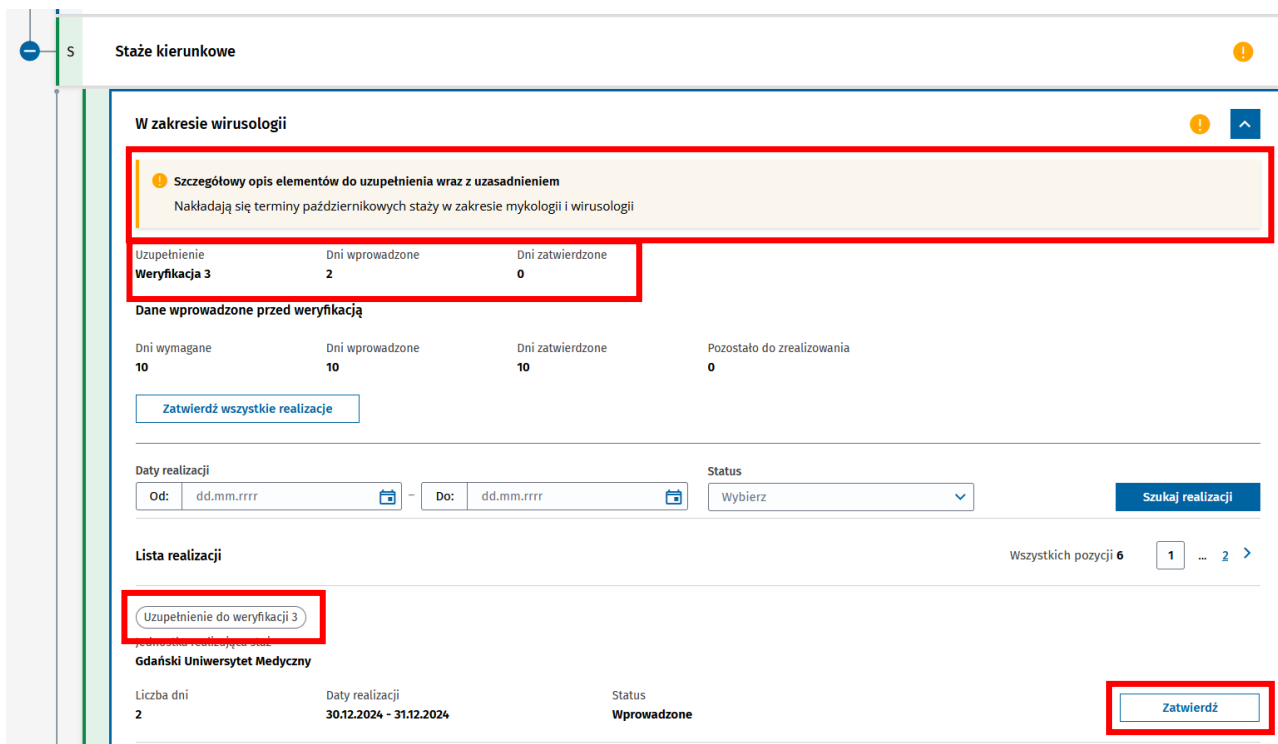 S Staże kierunkowe
W zakresie wirusologii
Szczegółowy opis elementów do uzupełnienia wraz z uzasadnieniem
Nakładają się terminy październikowych staży w zakresie mykologii i wirusologii
Uzupełnienie Dni wprowadzone Dni zatwierdzone
Weryfikacja 3 2 0
Dane wprowadzone przed weryfikacją
Dni wymagane Dni wprowadzone Dni zatwierdzone Pozostało do zrealizowania
10 10 10 0
Zatwierdź wszystkie realizacje
Daty realizacji Status
Od: dd.mm.rrrr – Do: dd.mm.rrrr Wybierz Szukaj realizacji
Lista realizacji Wszystkich pozycji 6 1 ... 2
Uzupełnienie do weryfikacji 3
Jednostka realizująca staż
Gdański Uniwersytet Medyczny
Liczba dni Daty realizacji Status
2 30.12.2024 - 31.12.2024 Wprowadzone Zatwierdź